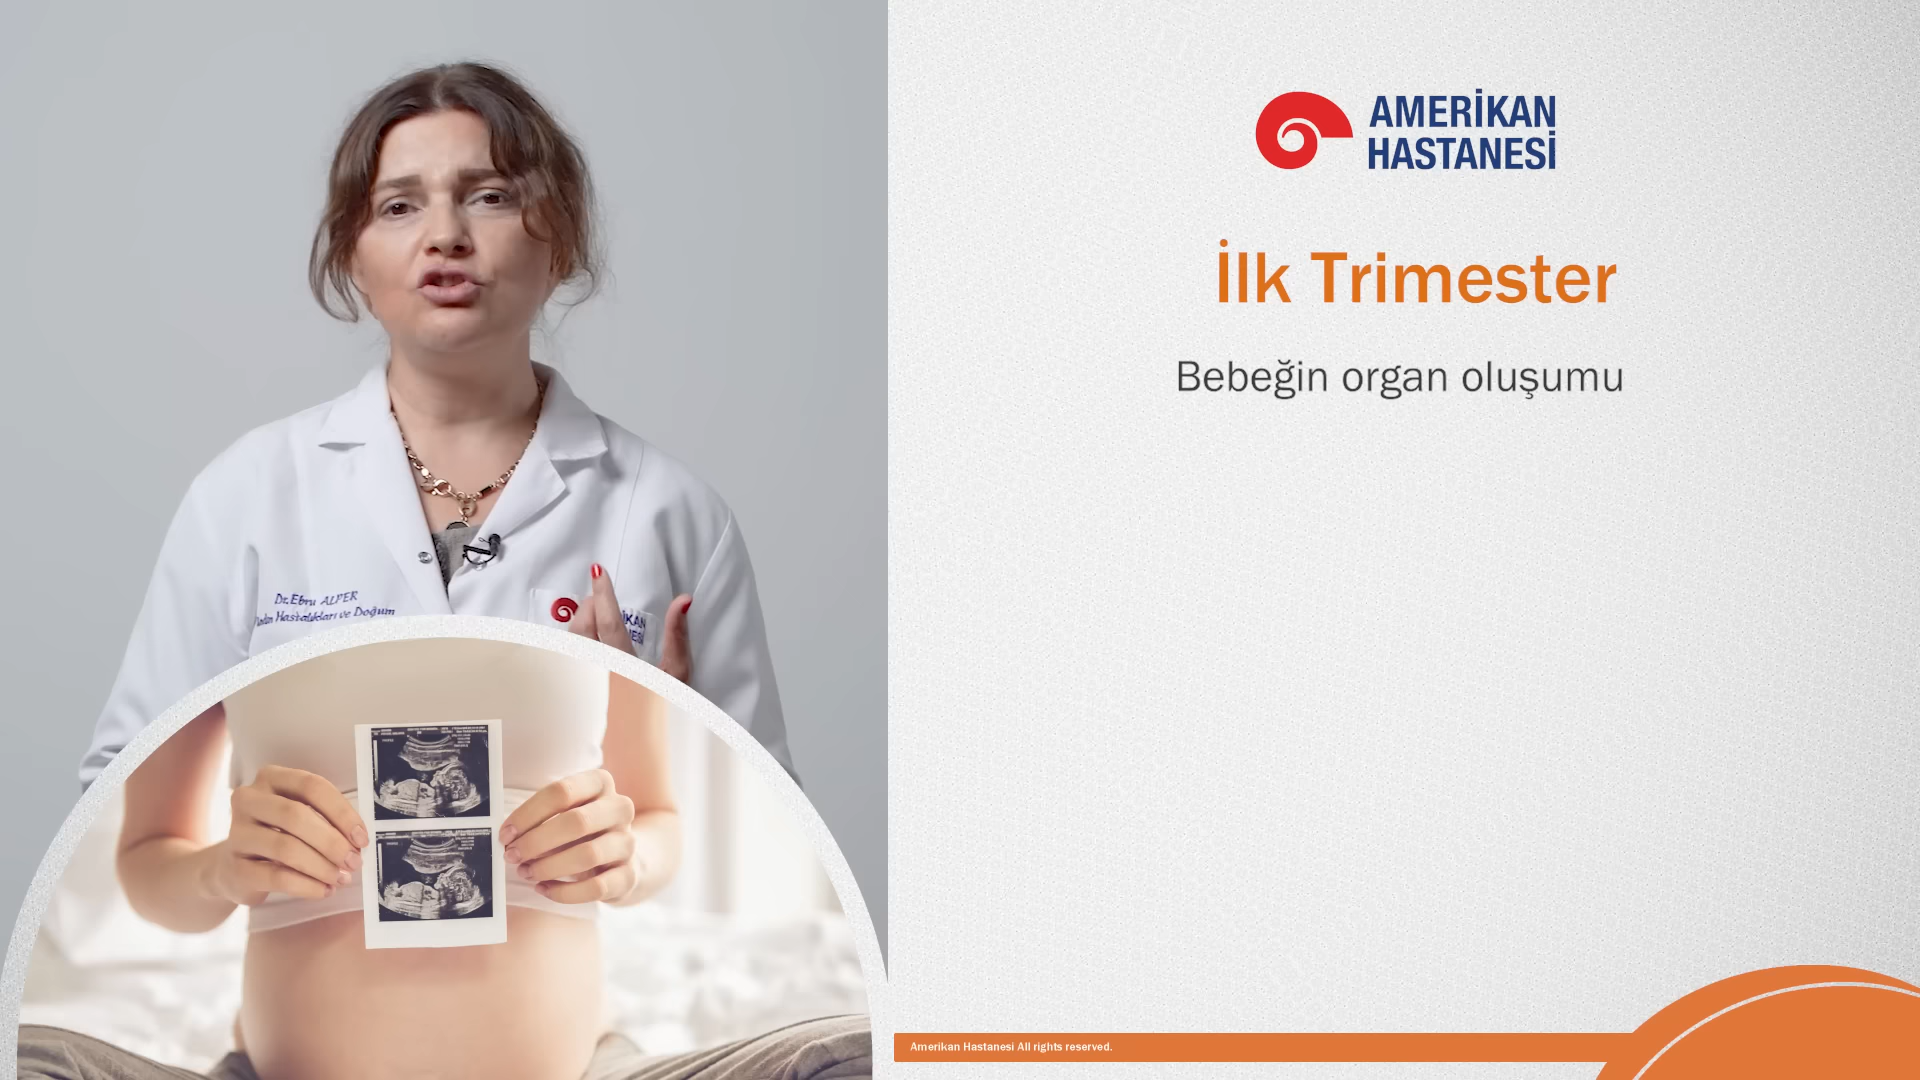 AMERİKAN
HASTANESİ
İlk Trimester
Bebeğin organ oluşumu
Dr. Ebru ALPER
Hastalıkları ve Doğum
Amerikan Hastanesi All rights reserved.